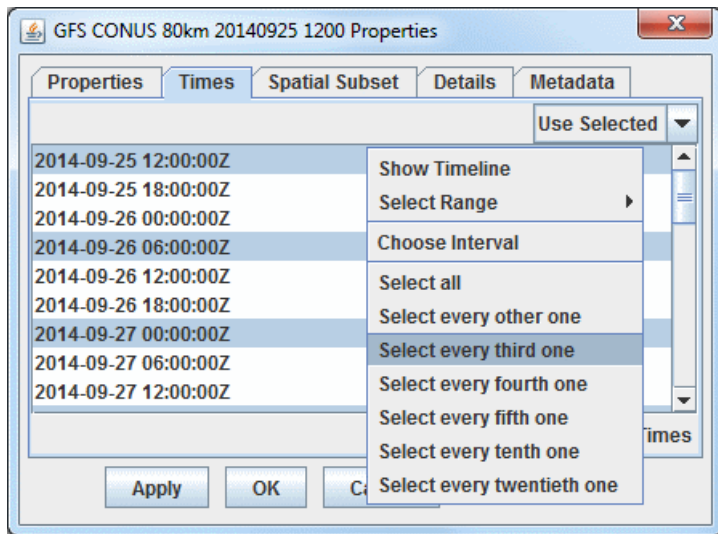 GFS CONUS 80km 20140925 1200 Properties
Properties Times Spatial Subset Details Metadata
Use Selected
2014-09-25 12:00:00Z
2014-09-25 18:00:00Z
2014-09-26 00:00:00Z
2014-09-26 06:00:00Z
2014-09-26 12:00:00Z
2014-09-26 18:00:00Z
2014-09-27 00:00:00Z
2014-09-27 06:00:00Z
2014-09-27 12:00:00Z
Show Timeline
Select Range
Choose Interval
Select all
Select every other one
Select every third one
Select every fourth one
Select every fifth one
Select every tenth one
Select every twentieth one
Times
Apply OK